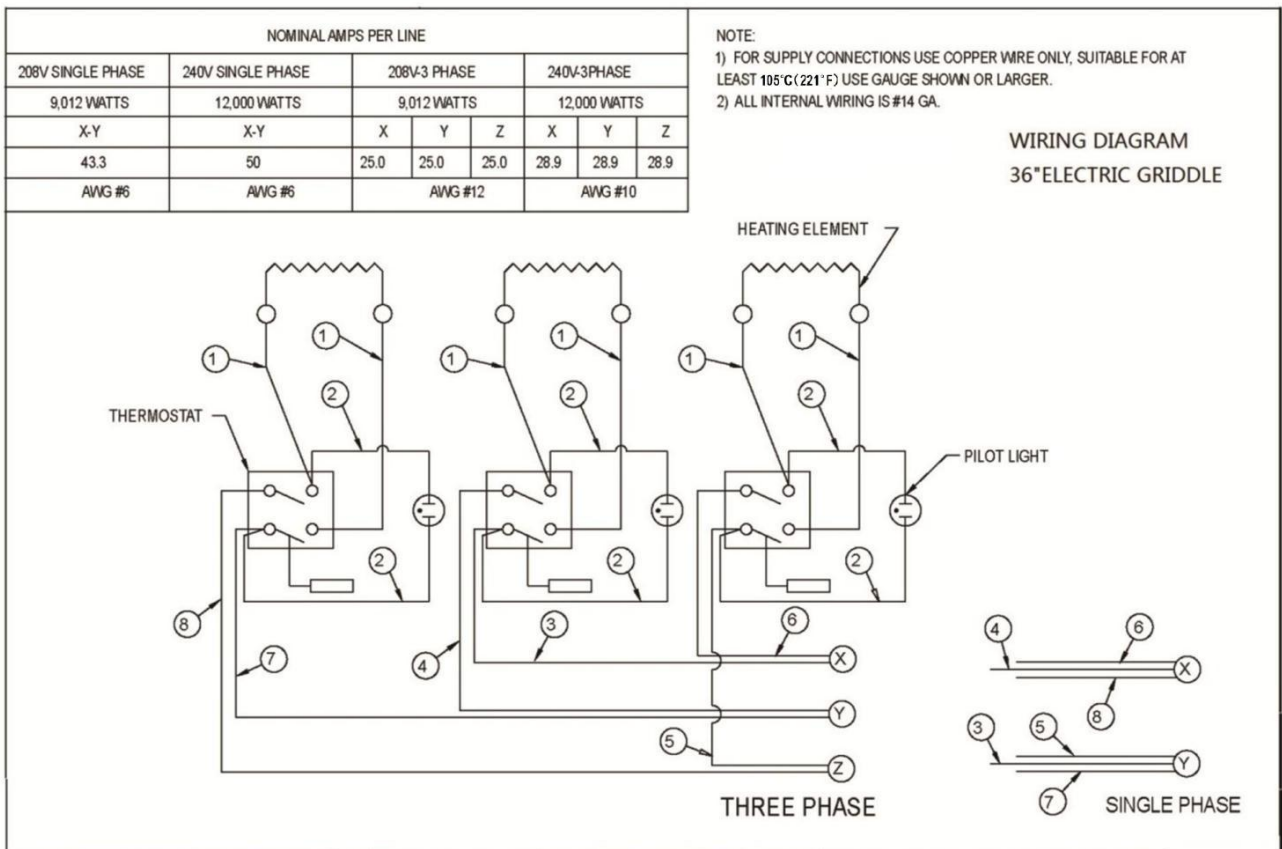 NOMINAL AMPS PER LINE
208V SINGLE PHASE 240V SINGLE PHASE 208V-3 PHASE 240V-3PHASE
9,012 WATTS 12,000 WATTS 9,012 WATTS 12,000 WATTS
X-Y X-Y X Y Z X Y Z
43.3 50 25.0 25.0 25.0 28.9 28.9 28.9
AWG #6 AWG #6 AWG #12 AWG #10
NOTE:
1) FOR SUPPLY CONNECTIONS USE COPPER WIRE ONLY, SUITABLE FOR AT
LEAST 105°C(221°F) USE GAUGE SHOWN OR LARGER.
2) ALL INTERNAL WIRING IS #14 GA.
WIRING DIAGRAM
36"ELECTRIC GRIDDLE
HEATING ELEMENT
1 1 1
1 1 1
2 2 2
THERMOSTAT
PILOT LIGHT
2 2 2
8 3 6
7 4 X
Y
5
Z
THREE PHASE
4 6
X
8
3 5
Y
7
SINGLE PHASE